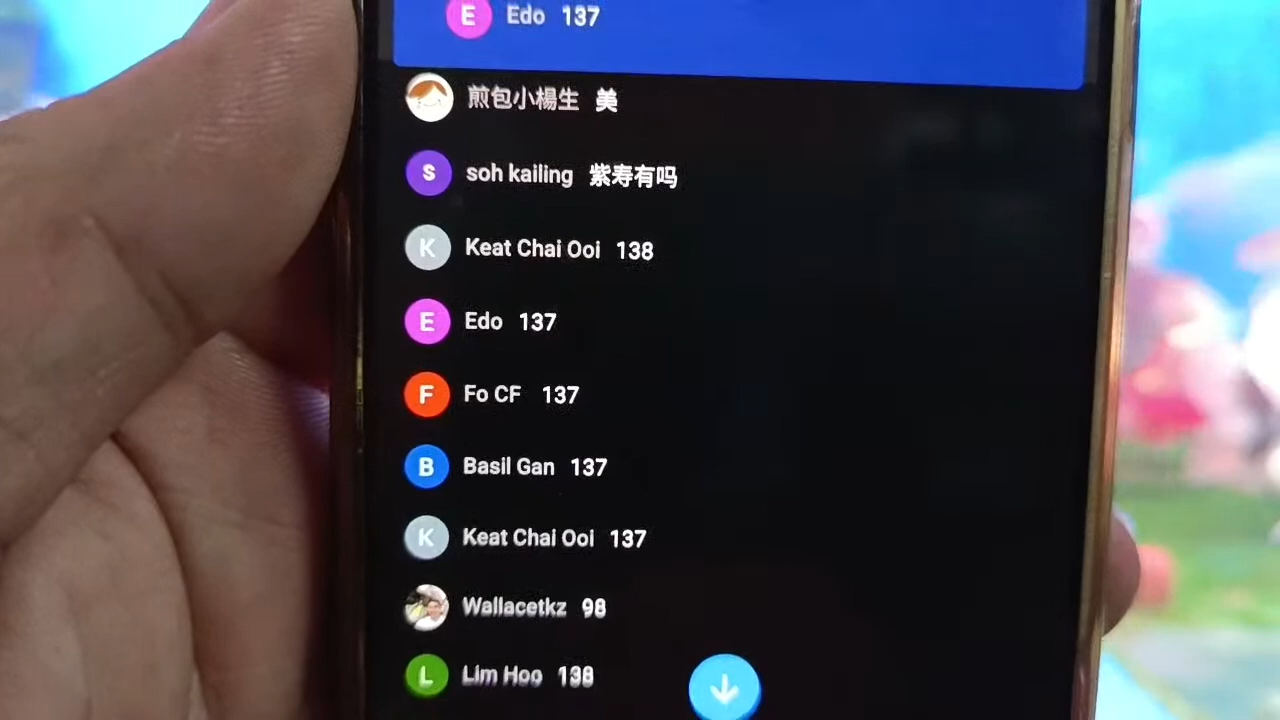 E Edo 137
煎包小楊生 美
S soh kailing 紫寿有吗
K Keat Chai Ooi 138
E Edo 137
F Fo CF 137
B Basil Gan 137
K Keat Chai Ooi 137
Wallacetkz 98
L Lim Hoo 138